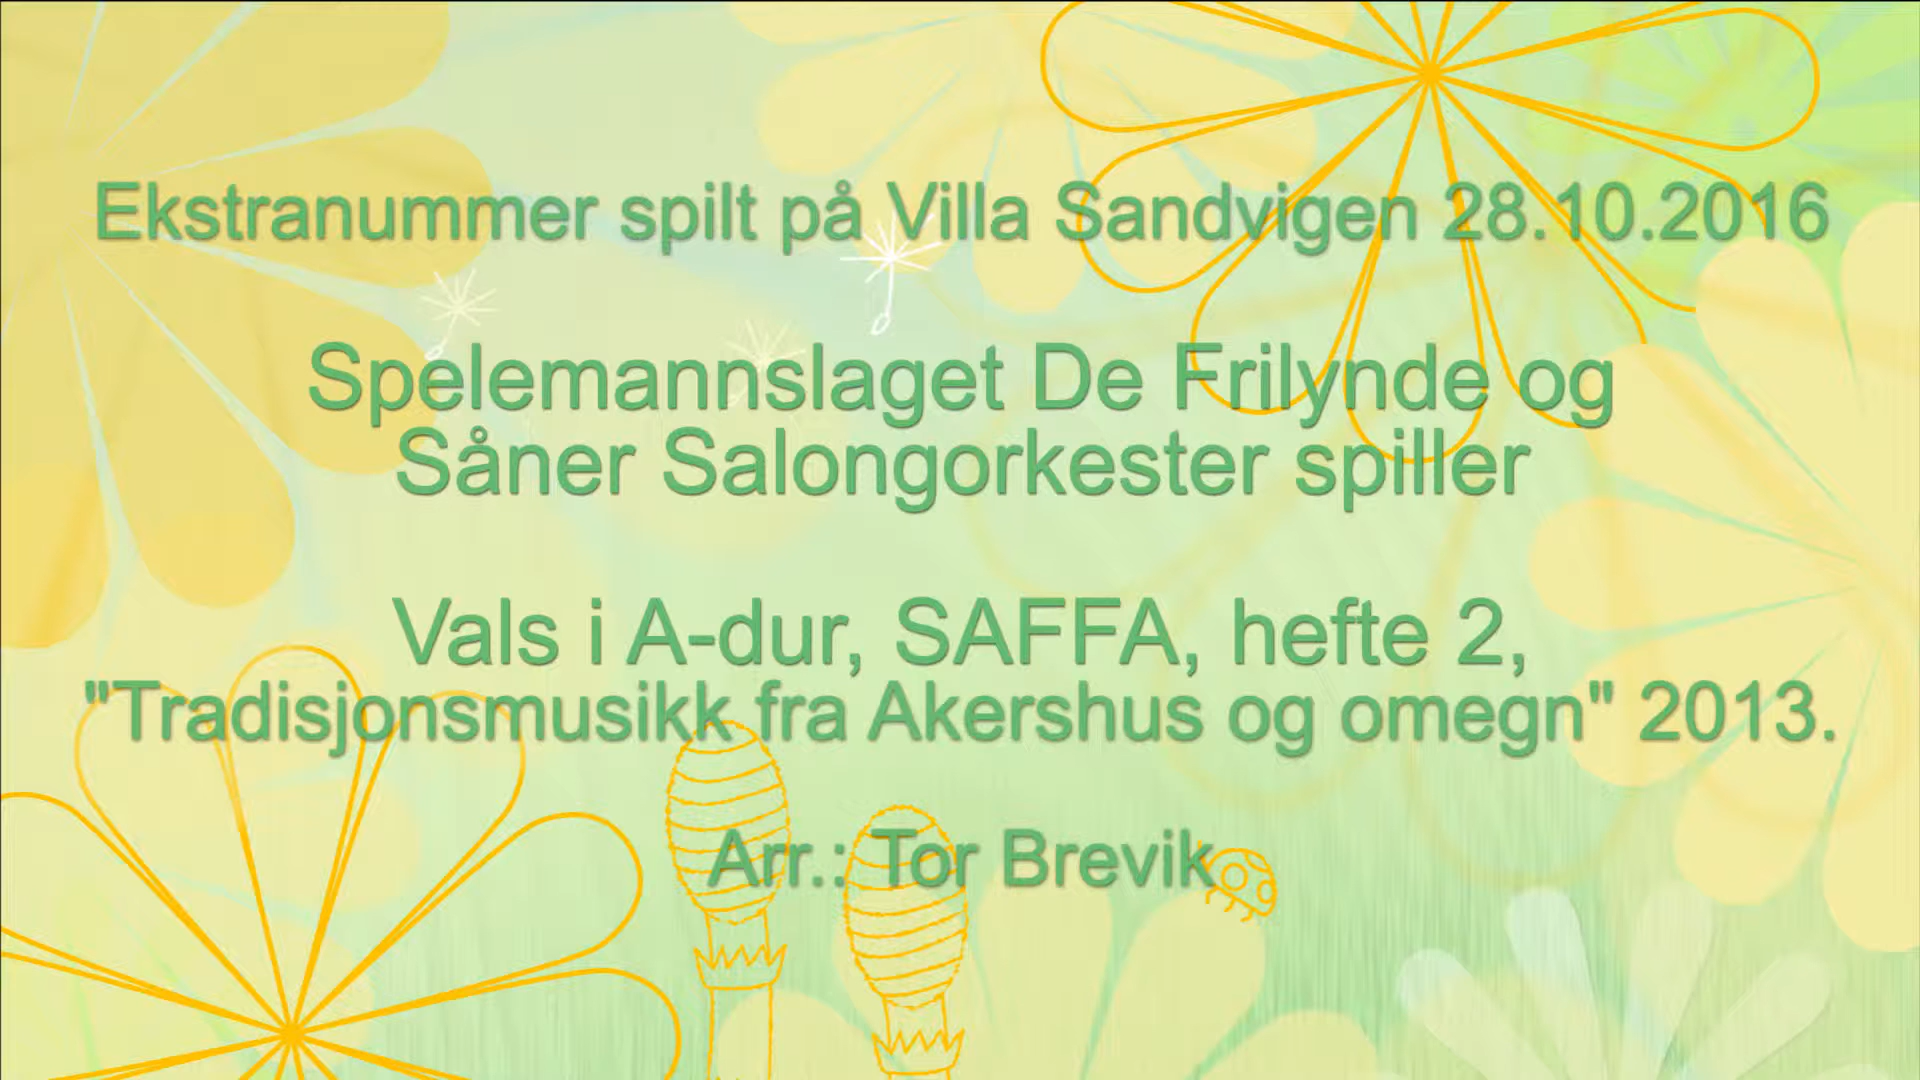 Ekstranummer spilt på Villa Sandvigen 28.10.2016
Spelemannslaget De Frilynde og
Såner Salongorkester spiller
Vals i A-dur, SAFFA, hefte 2,
"Tradisjonsmusikk fra Akershus og omegn" 2013.
Arr.: Tor Brevik